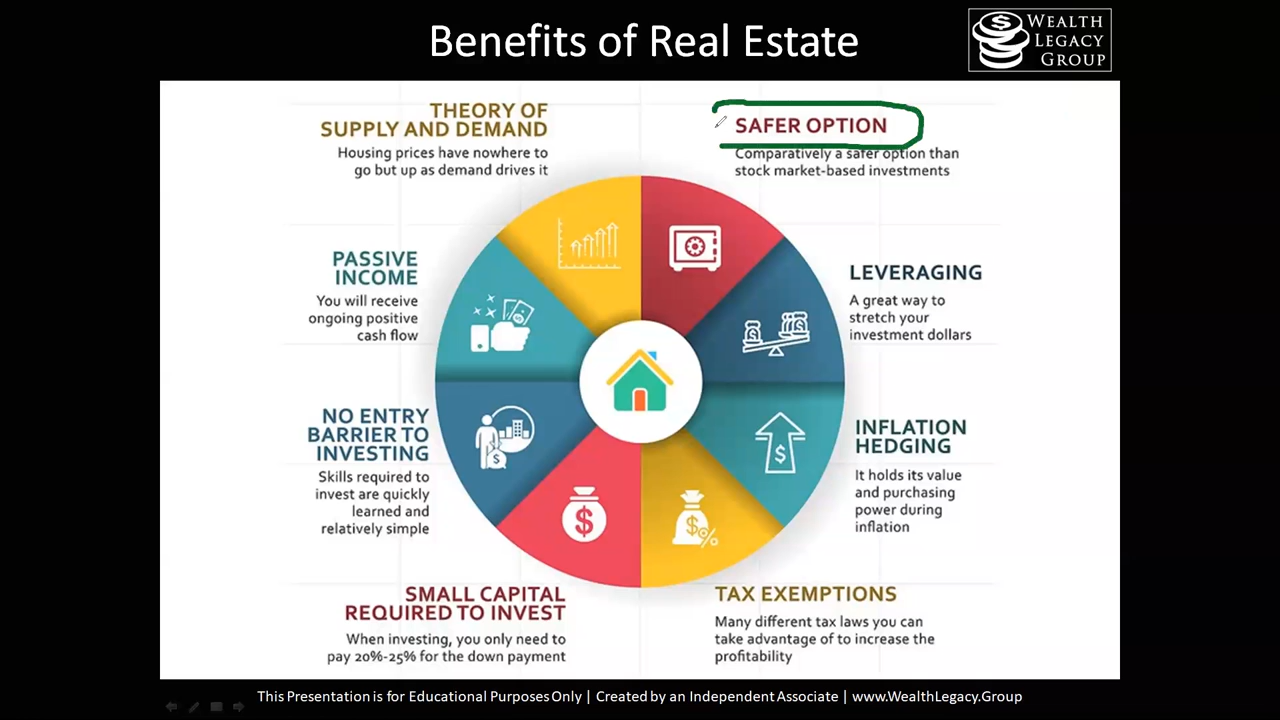 Benefits of Real Estate
WEALTH
LEGACY
GROUP
THEORY OF
SUPPLY AND DEMAND
Housing prices have nowhere to
go but up as demand drives it
SAFER OPTION
Comparatively a safer option than
stock market-based investments
PASSIVE
INCOME
You will receive
ongoing positive
cash flow
LEVERAGING
A great way to
stretch your
investment dollars
NO ENTRY
BARRIER TO
INVESTING
Skills required to
invest are quickly
learned and
relatively simple
INFLATION
HEDGING
It holds its value
and purchasing
power during
inflation
SMALL CAPITAL
REQUIRED TO INVEST
When investing, you only need to
pay 20%-25% for the down payment
TAX EXEMPTIONS
Many different tax laws you can
take advantage of to increase the
profitability
This Presentation is for Educational Purposes Only | Created by an Independent Associate | www.WealthLegacy.Group